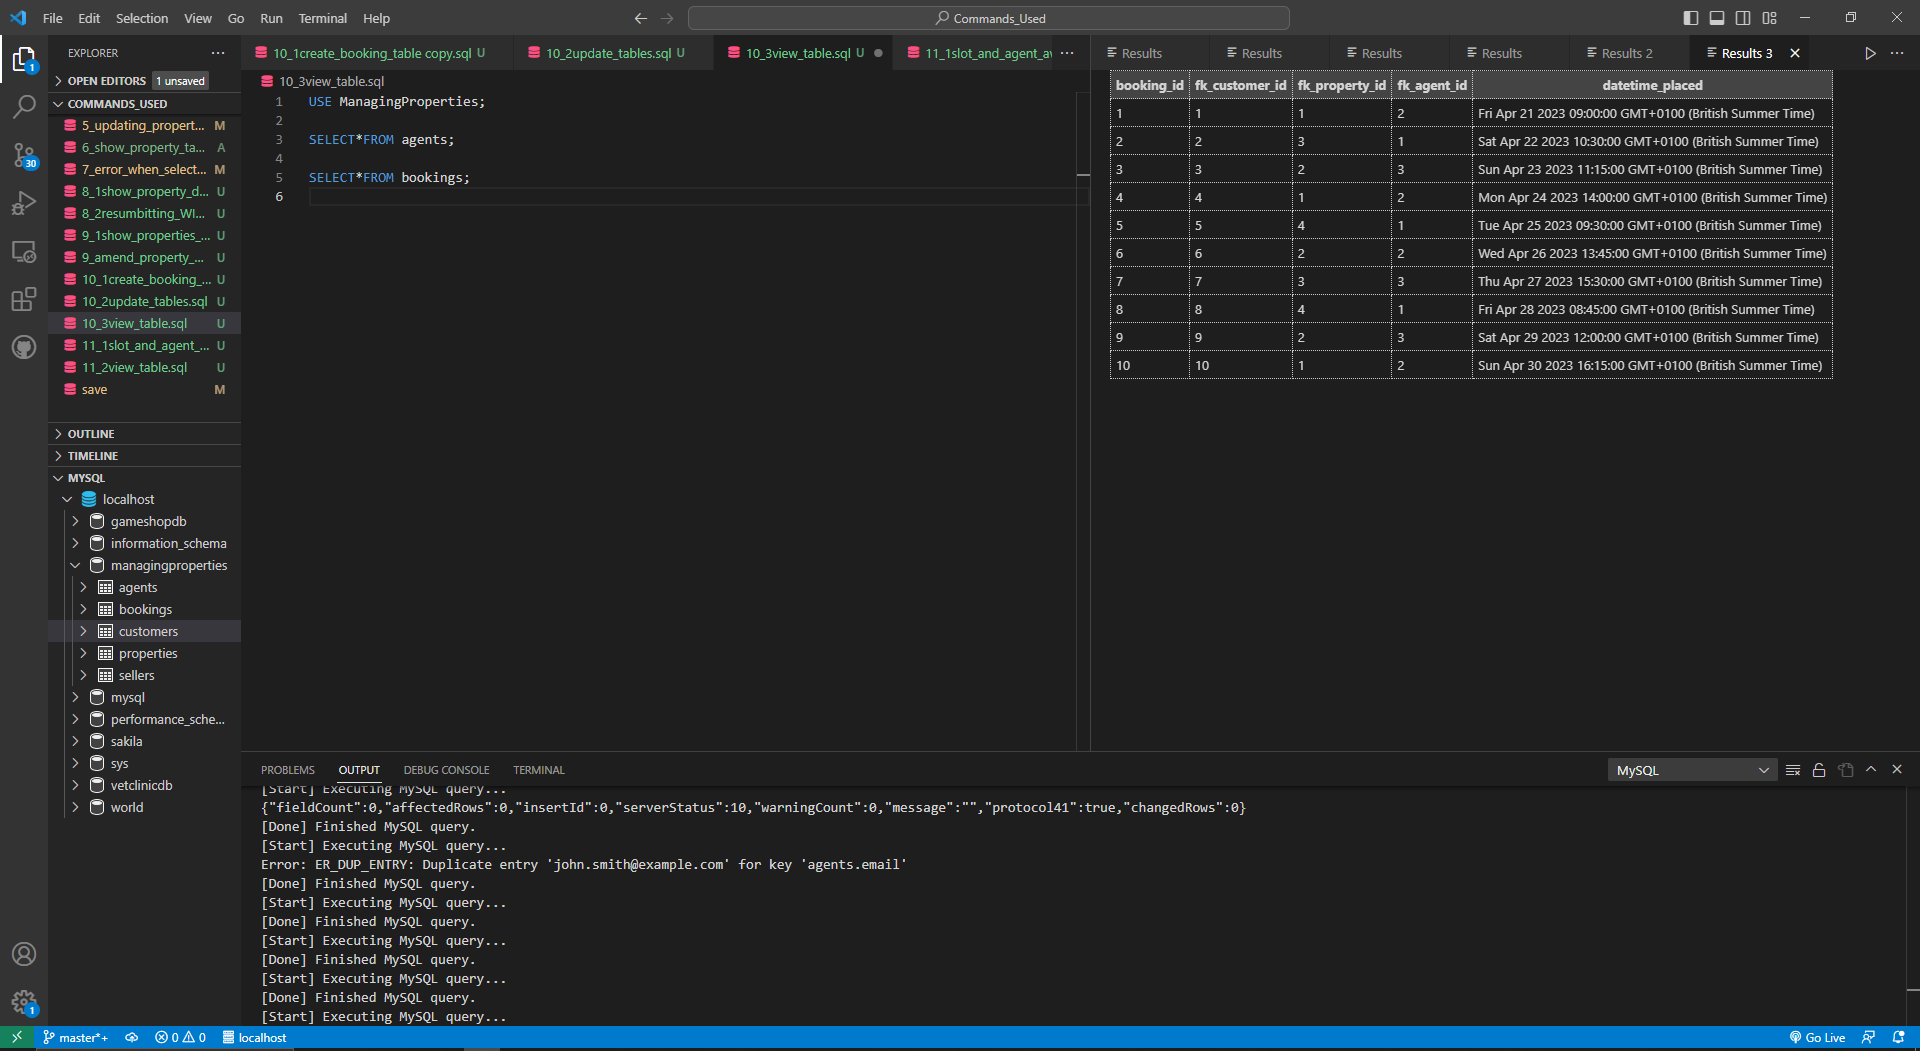 File Edit Selection View Go Run Terminal Help
Commands_Used
EXPLORER
OPEN EDITORS 1 unsaved
COMMANDS_USED
5_updating_propert... M
6_show_property_ta... A
7_error_when_select... M
8_1show_property_d... U
8_2resumbitting_WI... U
9_1show_properties_... U
9_amend_property_... U
10_1create_booking_... U
10_2update_tables.sql U
10_3view_table.sql U
11_1slot_and_agent_... U
11_2view_table.sql U
save M
OUTLINE
TIMELINE
MYSQL
localhost
gameshopdb
information_schema
managingproperties
agents
bookings
customers
properties
sellers
mysql
performance_sche...
sakila
sys
vetclinicdb
world
10_1create_booking_table copy.sql U
10_2update_tables.sql U
10_3view_table.sql U
11_1slot_and_agent_av
10_3view_table.sql
1 USE ManagingProperties;
2
3 SELECT*FROM agents;
4
5 SELECT*FROM bookings;
6
Results Results Results Results Results 2 Results 3
booking_id fk_customer_id fk_property_id fk_agent_id datetime_placed
1 1 1 2 Fri Apr 21 2023 09:00:00 GMT+0100 (British Summer Time)
2 2 3 1 Sat Apr 22 2023 10:30:00 GMT+0100 (British Summer Time)
3 3 2 3 Sun Apr 23 2023 11:15:00 GMT+0100 (British Summer Time)
4 4 1 2 Mon Apr 24 2023 14:00:00 GMT+0100 (British Summer Time)
5 5 4 1 Tue Apr 25 2023 09:30:00 GMT+0100 (British Summer Time)
6 6 2 2 Wed Apr 26 2023 13:45:00 GMT+0100 (British Summer Time)
7 7 3 3 Thu Apr 27 2023 15:30:00 GMT+0100 (British Summer Time)
8 8 4 1 Fri Apr 28 2023 08:45:00 GMT+0100 (British Summer Time)
9 9 2 3 Sat Apr 29 2023 12:00:00 GMT+0100 (British Summer Time)
10 10 1 2 Sun Apr 30 2023 16:15:00 GMT+0100 (British Summer Time)
PROBLEMS OUTPUT DEBUG CONSOLE TERMINAL
MySQL
[Start] Executing MySQL query...
{"fieldCount":0,"affectedRows":0,"insertId":0,"serverStatus":10,"warningCount":0,"message":"","protocol41":true,"changedRows":0}
[Done] Finished MySQL query.
[Start] Executing MySQL query...
Error: ER_DUP_ENTRY: Duplicate entry 'john.smith@example.com' for key 'agents.email'
[Done] Finished MySQL query.
[Start] Executing MySQL query...
[Done] Finished MySQL query.
[Start] Executing MySQL query...
[Done] Finished MySQL query.
[Start] Executing MySQL query...
[Done] Finished MySQL query.
[Start] Executing MySQL query...
1
30
1
master*+ 0 0 localhost
Go Live